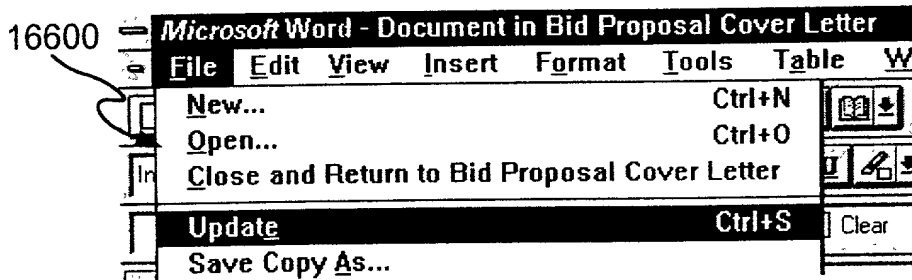 16600
Microsoft Word - Document in Bid Proposal Cover Letter
File Edit View Insert Format Tools Table W
New... Ctrl+N
Open... Ctrl+O
In
Close and Return to Bid Proposal Cover Letter
Update Ctrl+S
Clear
Save Copy As...